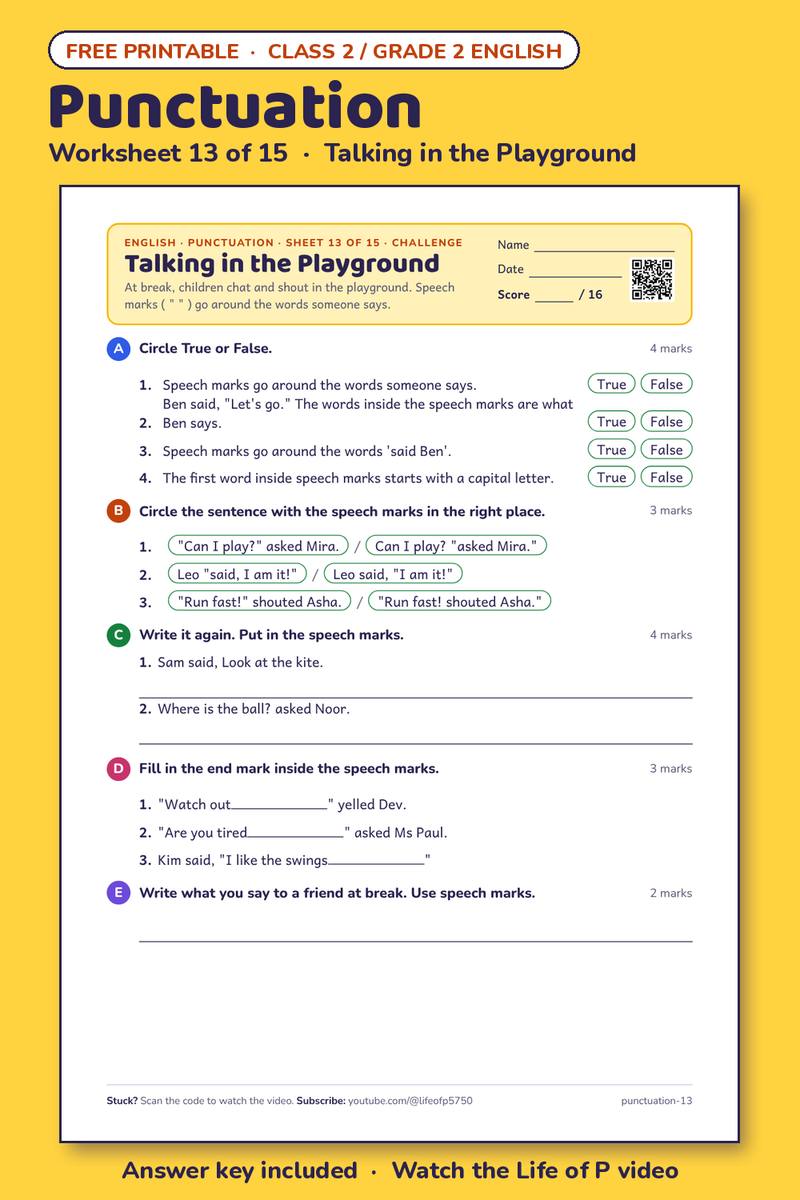 FREE PRINTABLE · CLASS 2 / GRADE 2 ENGLISH
Punctuation
Worksheet 13 of 15 · Talking in the Playground
ENGLISH · PUNCTUATION · SHEET 13 OF 15 · CHALLENGE
Talking in the Playground
At break, children chat and shout in the playground. Speech
marks ( " " ) go around the words someone says.
Name ____
Date ____
Score ____ / 16
A Circle True or False. 4 marks
1. Speech marks go around the words someone says. True False
Ben said, "Let's go." The words inside the speech marks are what
2. Ben says. True False
3. Speech marks go around the words 'said Ben'. True False
4. The first word inside speech marks starts with a capital letter. True False
B Circle the sentence with the speech marks in the right place. 3 marks
1. "Can I play?" asked Mira. / Can I play? "asked Mira."
2. Leo "said, I am it!" / Leo said, "I am it!"
3. "Run fast!" shouted Asha. / "Run fast! shouted Asha."
C Write it again. Put in the speech marks. 4 marks
1. Sam said, Look at the kite.
2. Where is the ball? asked Noor.
D Fill in the end mark inside the speech marks. 3 marks
1. "Watch out____" yelled Dev.
2. "Are you tired____" asked Ms Paul.
3. Kim said, "I like the swings____"
E Write what you say to a friend at break. Use speech marks. 2 marks
Stuck? Scan the code to watch the video. Subscribe: youtube.com/@lifeofp5750 punctuation-13
Answer key included · Watch the Life of P video